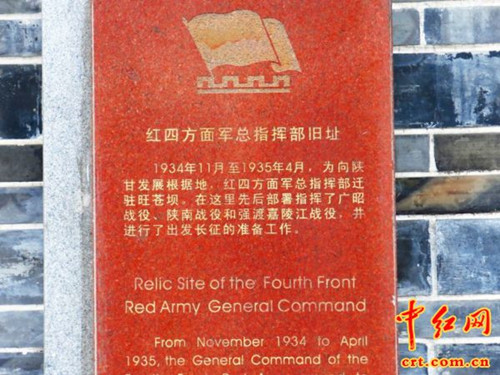 红四方面军总指挥部旧址
1934年11月至1935年4月，为向陕
甘发展根据地，红四方面军总指挥部迁
驻旺苍坝。在这里先后部署指挥了广昭
战役、陕南战役和强渡嘉陵江战役，并
进行了出发长征的准备工作。
Relic Site of the Fourth Front
Red Army General Command
From November 1934 to April
1935, the General Command of the
中红网
crt.com.cn